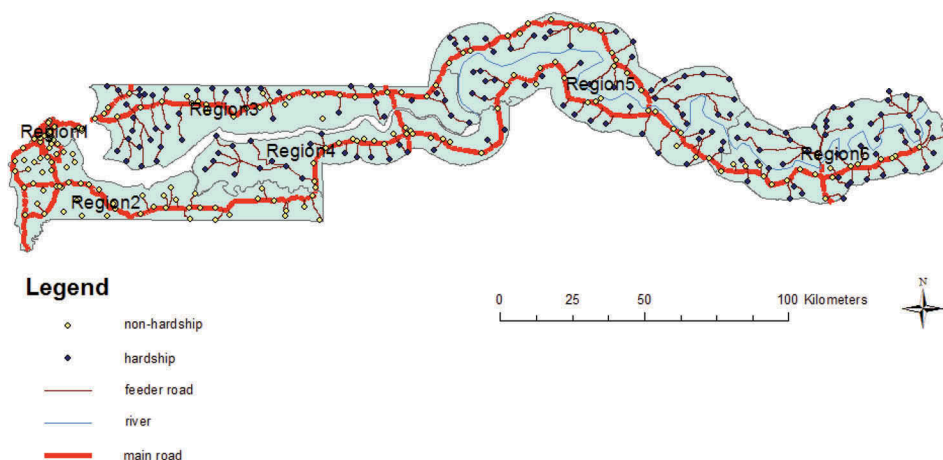 Region5
Region3
Region1
Region4
Region6
Region2
Legend
non-hardship
hardship
feeder road
river
main road
0 25 50 100 Kilometers
N